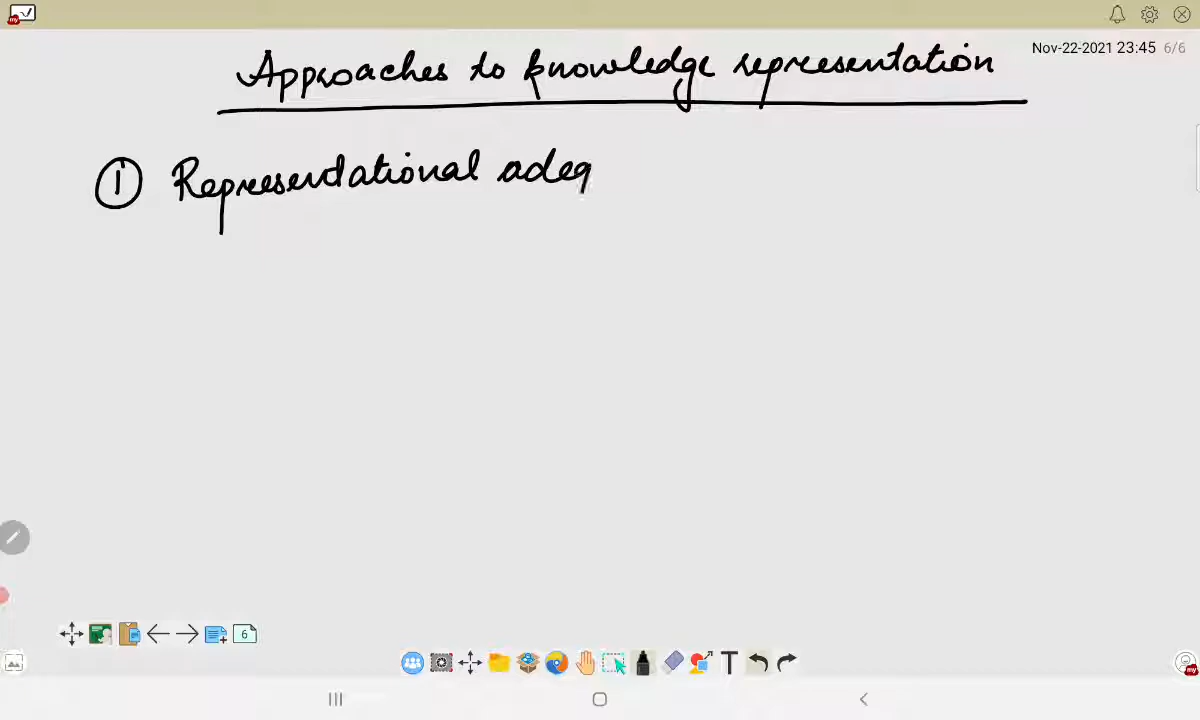 Nov-22-2021 23:45 6/6
Approaches to knowledge representation
① Representational adeq
6
T